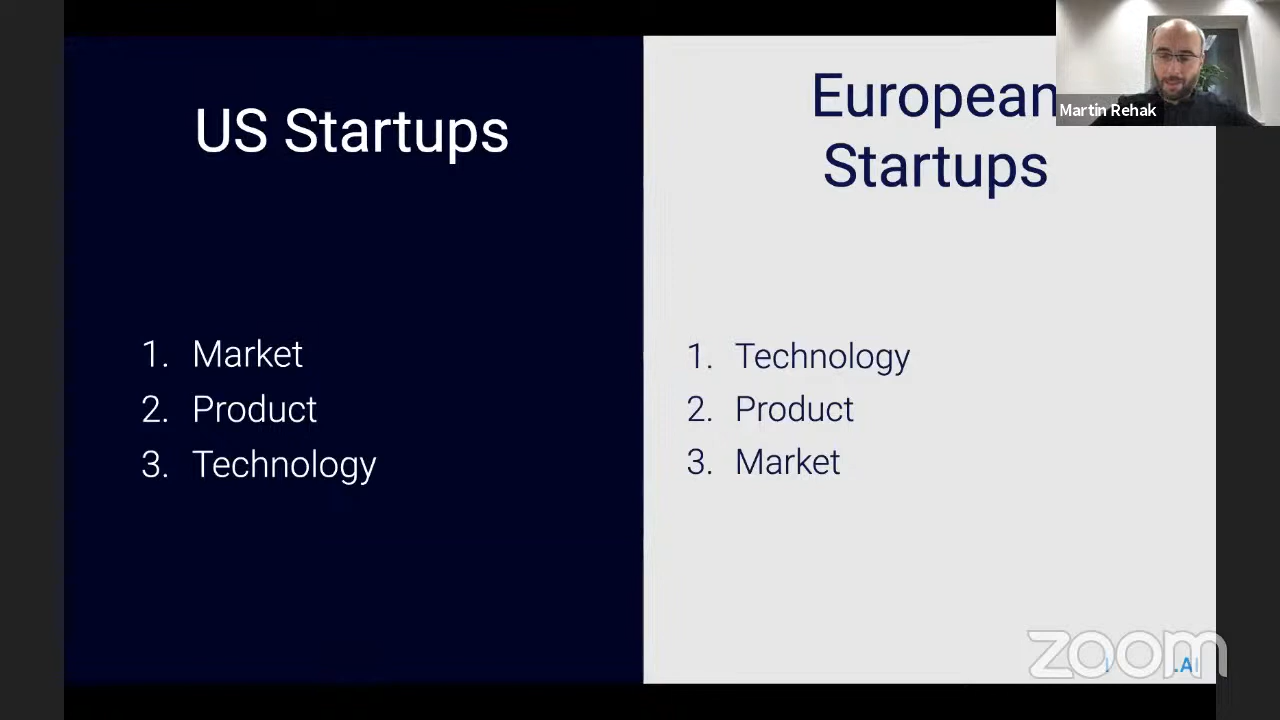 US Startups
1. Market
2. Product
3. Technology
European
Startups
1. Technology
2. Product
3. Market
Martin Rehak
zoom
.AI